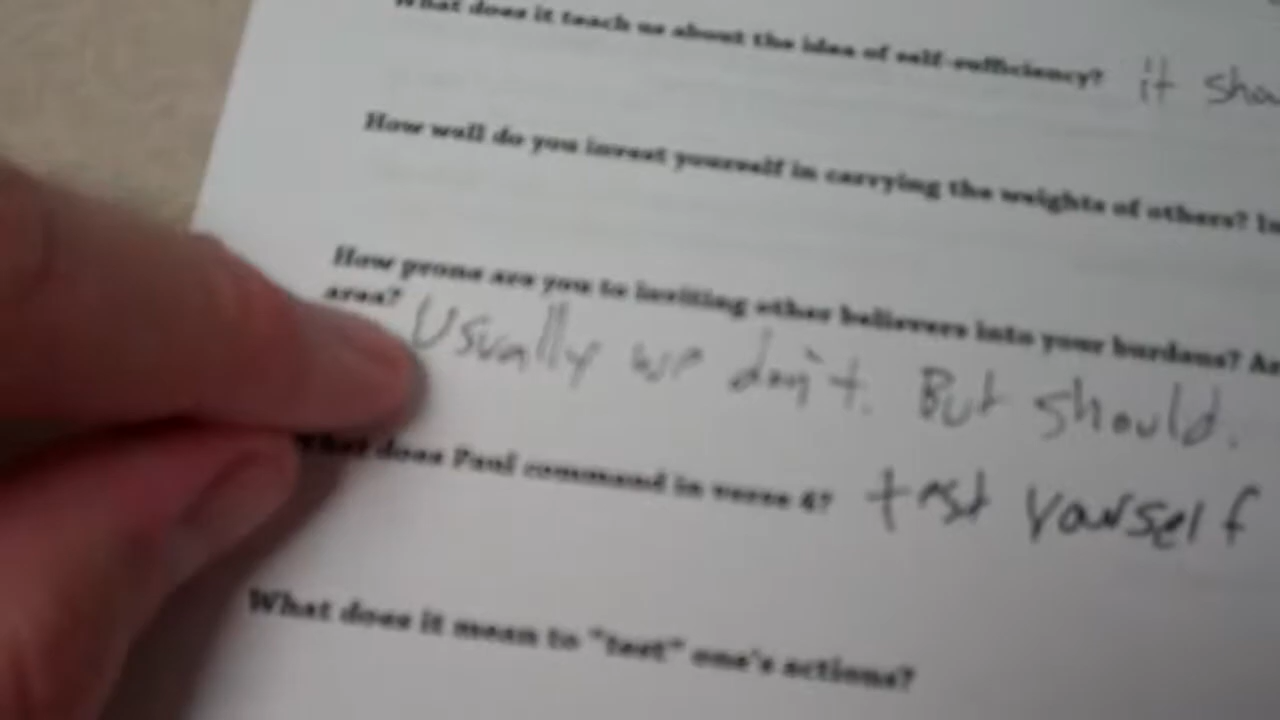 What does it teach us about the idea of self-sufficiency? it
How well do you invest yourself in carrying the weights of others?
How prone are you to inviting other believers into your burdens?
area? Usually we don't. But should.
What does Paul command in verse 4? test yourself
What does it mean to "test" one's actions?